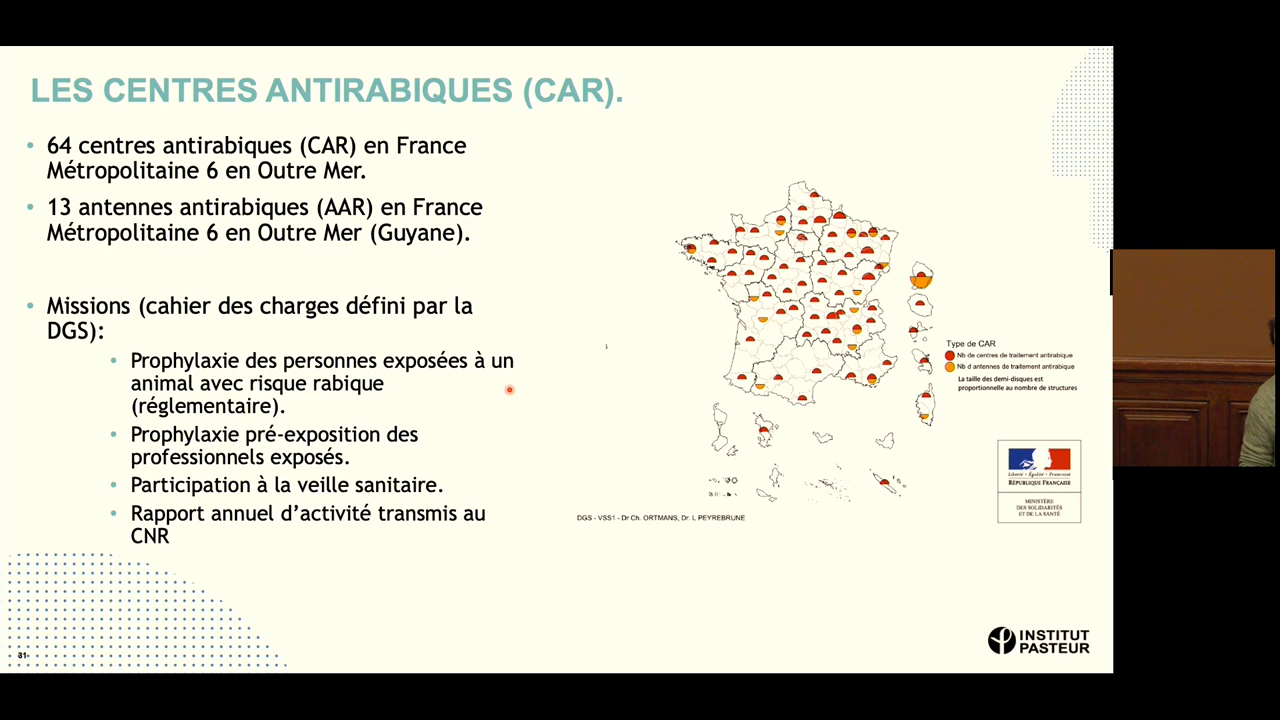 LES CENTRES ANTIRABIQUES (CAR).
• 64 centres antirabiques (CAR) en France
Métropolitaine 6 en Outre Mer.
• 13 antennes antirabiques (AAR) en France
Métropolitaine 6 en Outre Mer (Guyane).
• Missions (cahier des charges défini par la
DGS):
• Prophylaxie des personnes exposées à un
animal avec risque rabique
(réglementaire).
• Prophylaxie pré-exposition des
professionnels exposés.
• Participation à la veille sanitaire.
• Rapport annuel d’activité transmis au
CNR
Type de CAR
Nb de centres de traitement antirabique
Nb d antennes de traitement antirabique
La taille des demi-disques est
proportionnelle au nombre de structures
Liberté • Égalité • Fraternité
RÉPUBLIQUE FRANÇAISE
MINISTÈRE
DES SOLIDARITÉS
ET DE LA SANTÉ
DGS - VSS1 - Dr Ch. ORTMANS, Dr. L PEYREBRUNE
INSTITUT
PASTEUR
31